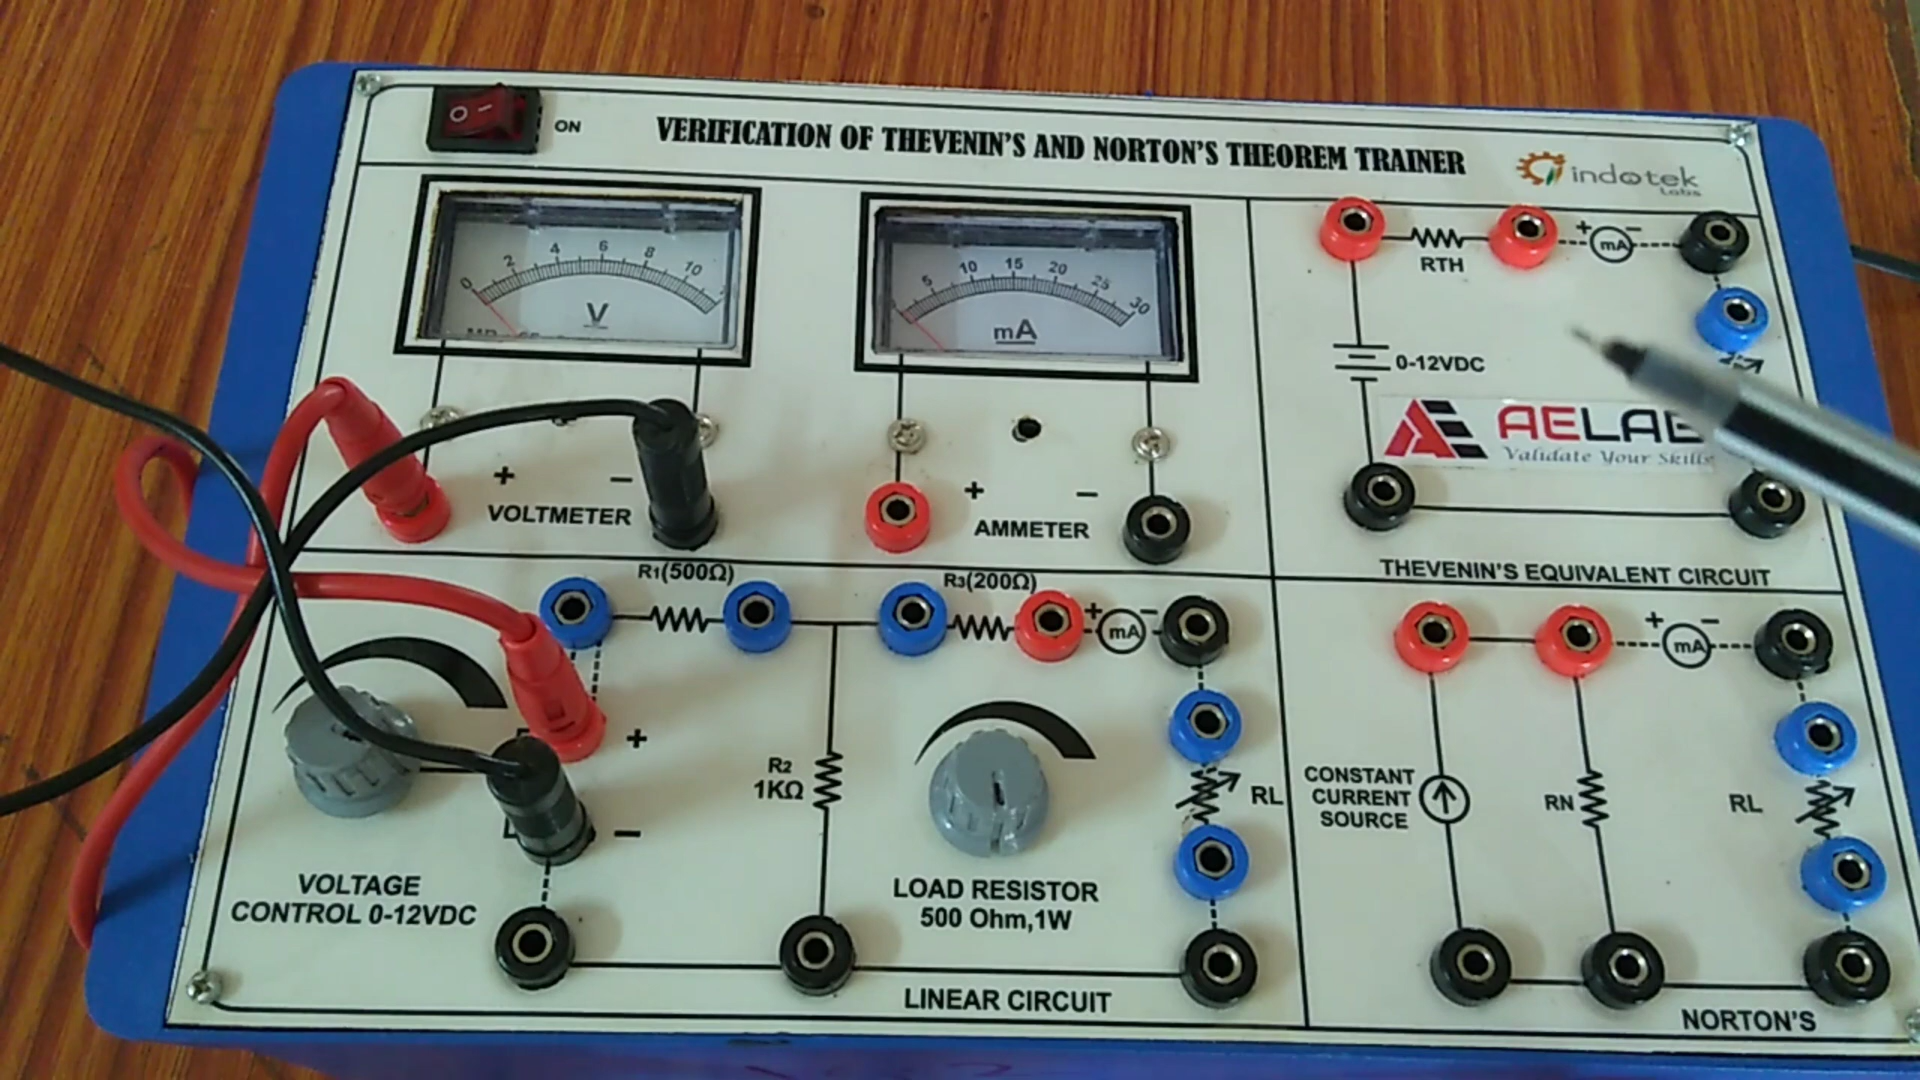 O I
ON
VERIFICATION OF THEVENIN'S AND NORTON'S THEOREM TRAINER
indotek
Labs
0 2 4 6 8 10
V
5 10 15 20 25 30
mA
+ −
VOLTMETER
+ −
AMMETER
RTH
+ mA −
0-12VDC
AELAB
Validate Your Skills
THEVENIN'S EQUIVALENT CIRCUIT
R1(500Ω)
R3(200Ω)
+ mA −
+
−
R2
1KΩ
RL
VOLTAGE
CONTROL 0-12VDC
LOAD RESISTOR
500 Ohm,1W
LINEAR CIRCUIT
+ mA −
CONSTANT
CURRENT
SOURCE
RN
RL
NORTON'S